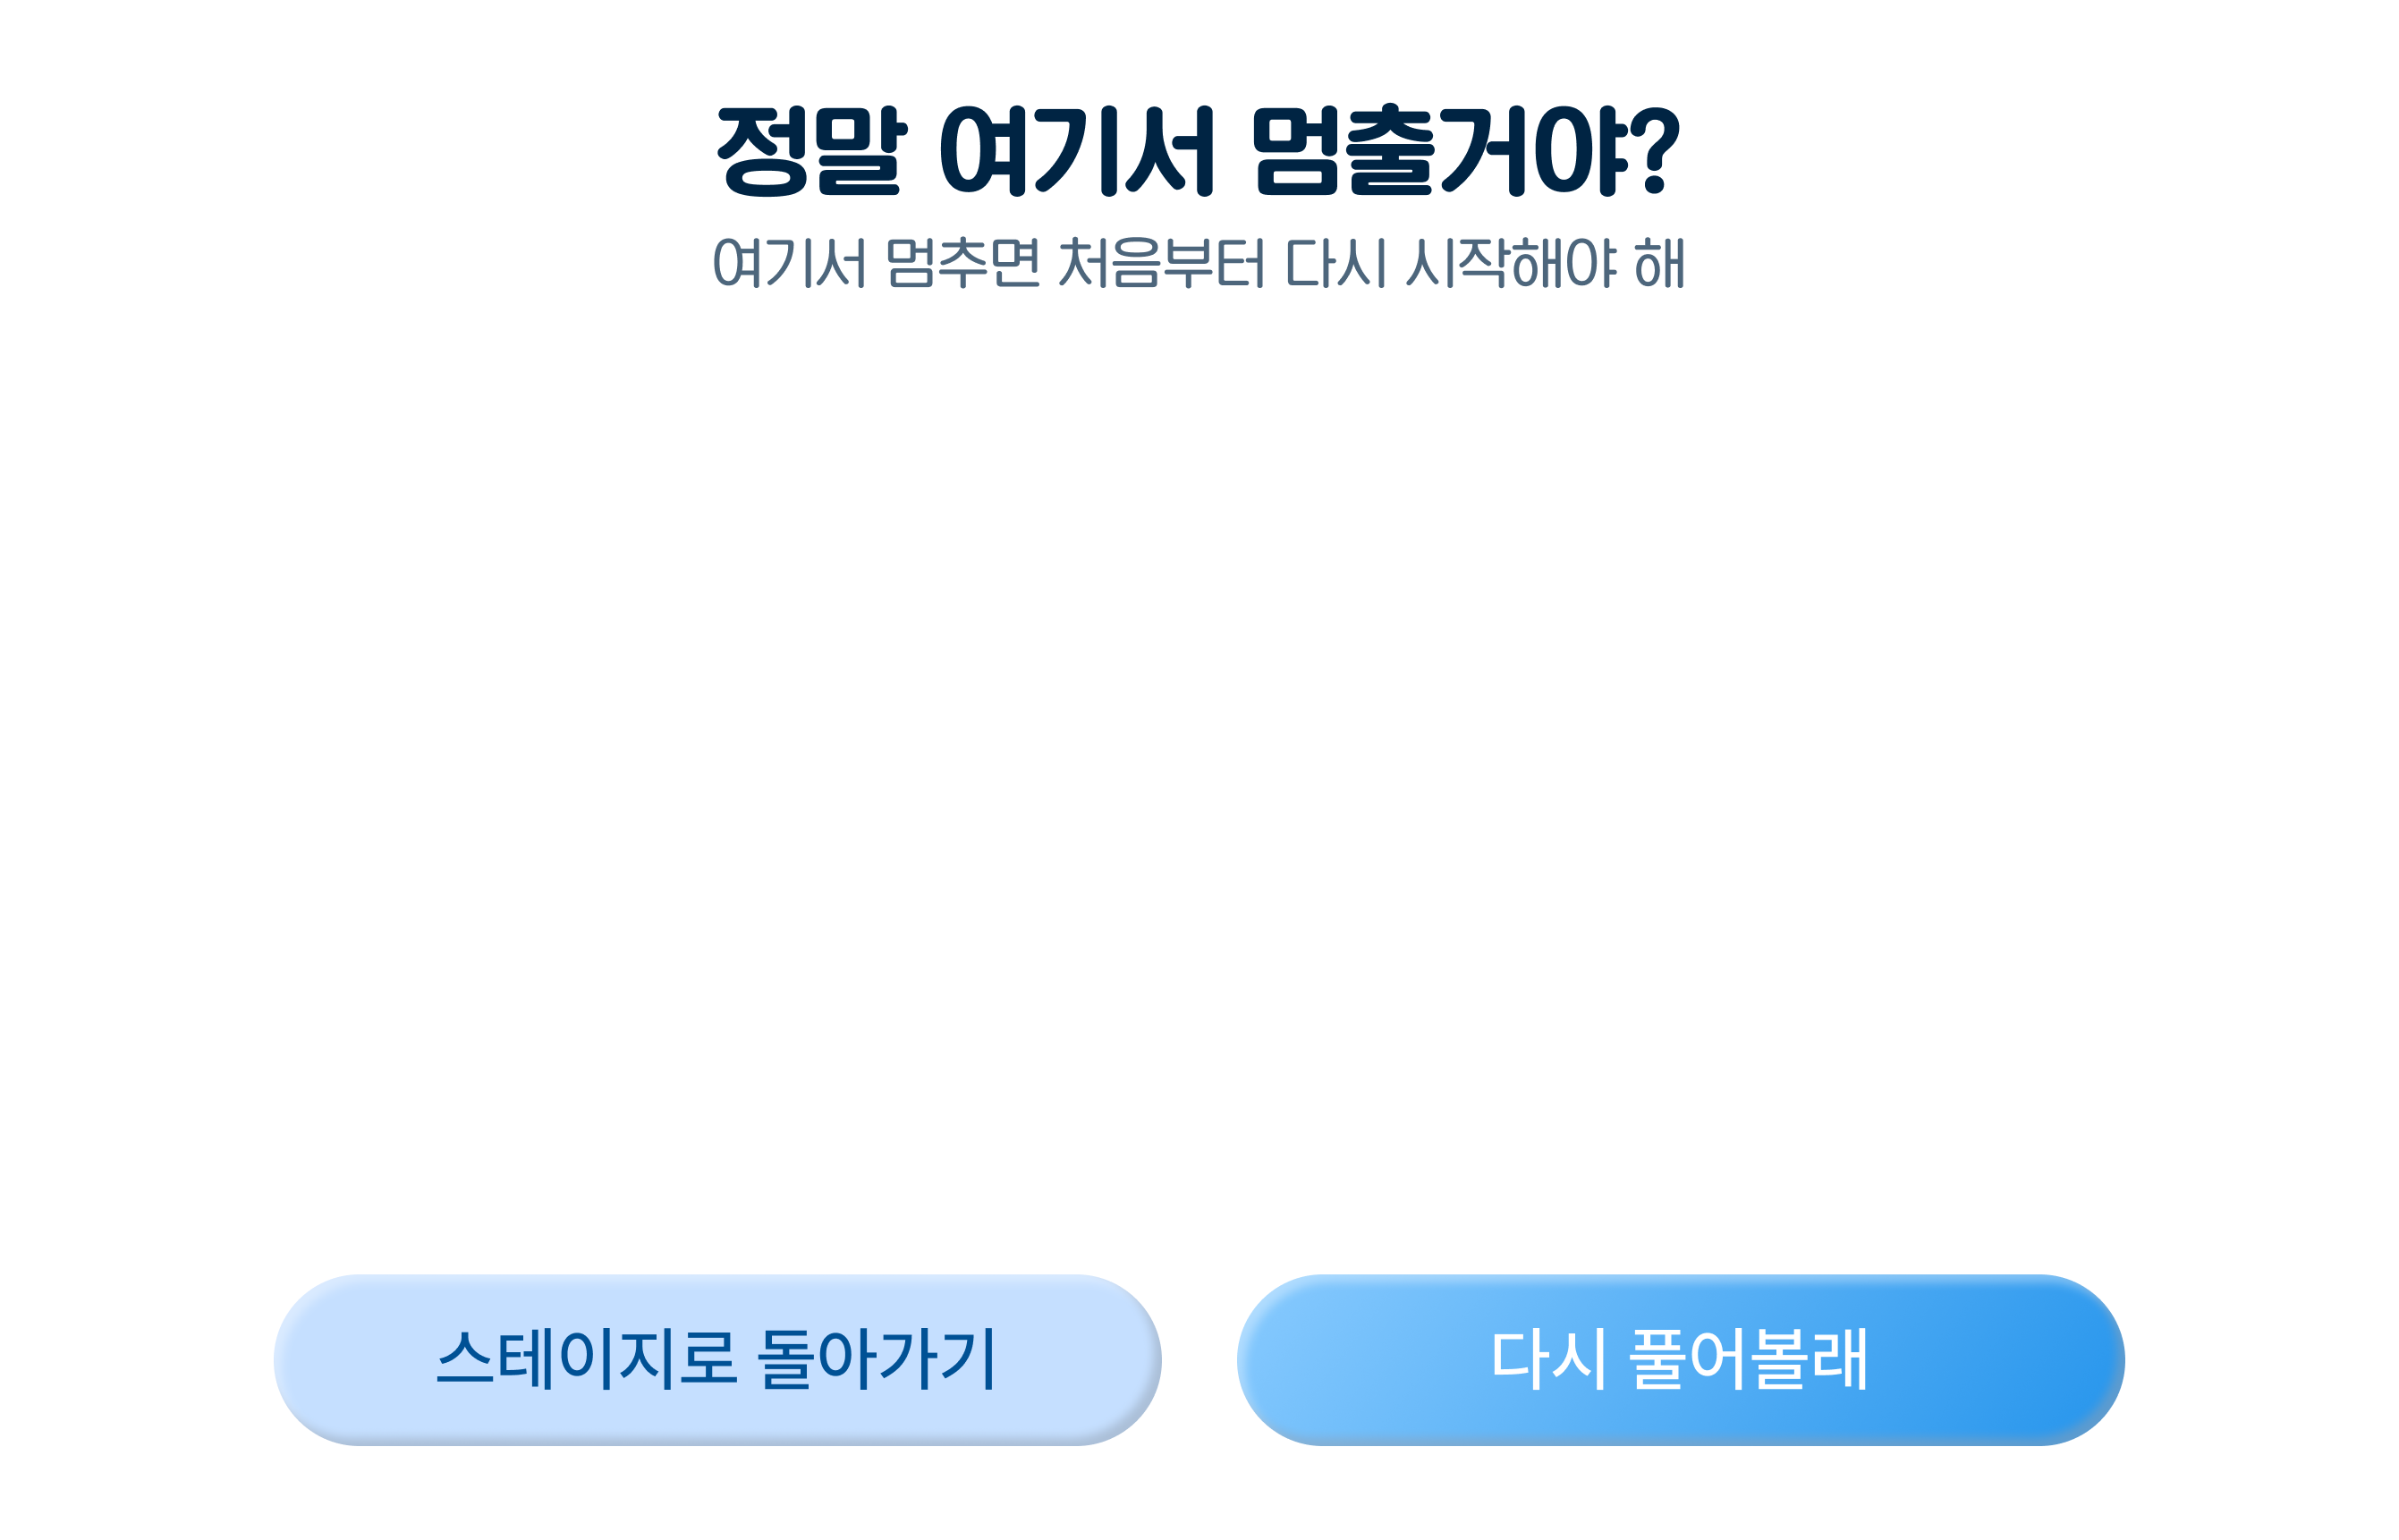 정말 여기서 멈출거야?
여기서 멈추면 처음부터 다시 시작해야 해
스테이지로 돌아가기
다시 풀어볼래